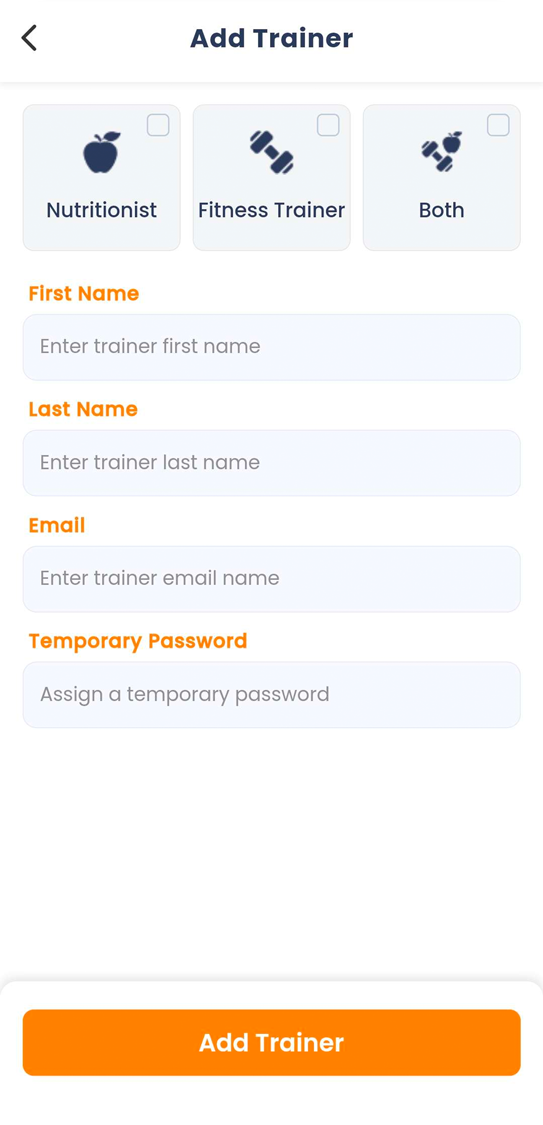 Add Trainer
Nutritionist
Fitness Trainer
Both
First Name
Enter trainer first name
Last Name
Enter trainer last name
Email
Enter trainer email name
Temporary Password
Assign a temporary password
Add Trainer